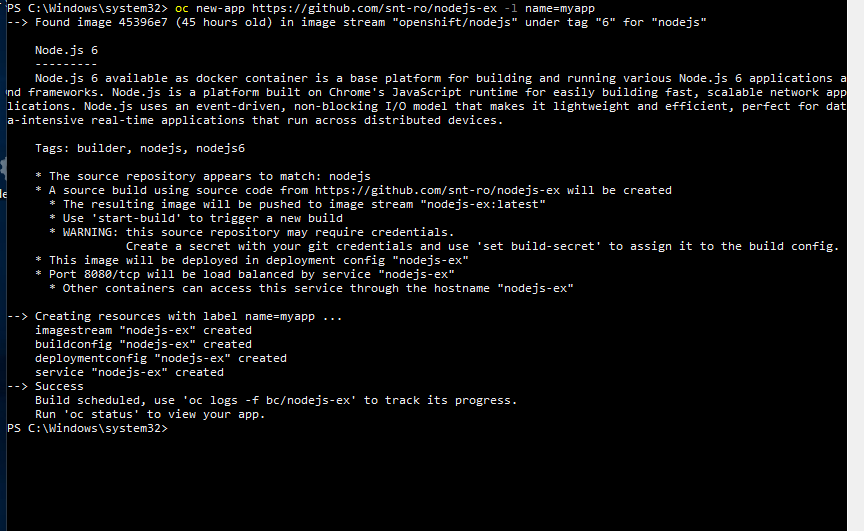 PS C:\Windows\system32> oc new-app https://github.com/snt-ro/nodejs-ex -l name=myapp
--> Found image 45396e7 (45 hours old) in image stream "openshift/nodejs" under tag "6" for "nodejs"
Node.js 6
---------
Node.js 6 available as docker container is a base platform for building and running various Node.js 6 applications a
nd frameworks. Node.js is a platform built on Chrome's JavaScript runtime for easily building fast, scalable network app
lications. Node.js uses an event-driven, non-blocking I/O model that makes it lightweight and efficient, perfect for dat
a-intensive real-time applications that run across distributed devices.
Tags: builder, nodejs, nodejs6
* The source repository appears to match: nodejs
* A source build using source code from https://github.com/snt-ro/nodejs-ex will be created
* The resulting image will be pushed to image stream "nodejs-ex:latest"
* Use 'start-build' to trigger a new build
* WARNING: this source repository may require credentials.
Create a secret with your git credentials and use 'set build-secret' to assign it to the build config.
* This image will be deployed in deployment config "nodejs-ex"
* Port 8080/tcp will be load balanced by service "nodejs-ex"
* Other containers can access this service through the hostname "nodejs-ex"
--> Creating resources with label name=myapp ...
imagestream "nodejs-ex" created
buildconfig "nodejs-ex" created
deploymentconfig "nodejs-ex" created
service "nodejs-ex" created
--> Success
Build scheduled, use 'oc logs -f bc/nodejs-ex' to track its progress.
Run 'oc status' to view your app.
PS C:\Windows\system32>